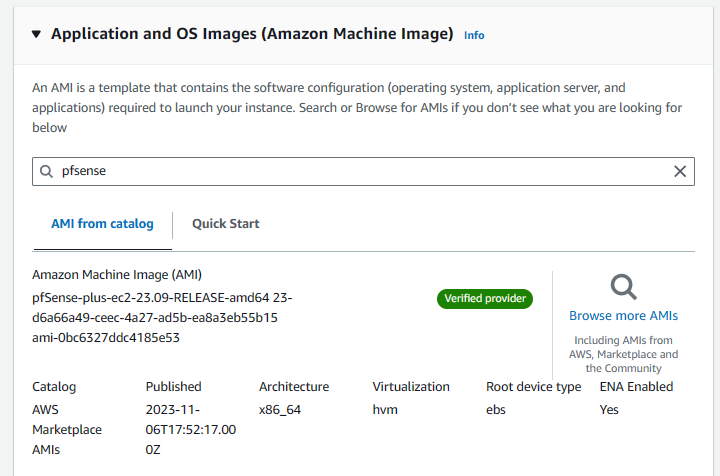 Application and OS Images (Amazon Machine Image) Info
An AMI is a template that contains the software configuration (operating system, application server, and
applications) required to launch your instance. Search or Browse for AMIs if you don't see what you are looking for
below
pfsense
AMI from catalog
Quick Start
Amazon Machine Image (AMI)
pfSense-plus-ec2-23.09-RELEASE-amd64 23-
d6a66a49-ceec-4a27-ad5b-ea8a3eb55b15
ami-0bc6327ddc4185e53
Verified provider
Browse more AMIs
Including AMIs from
AWS, Marketplace and
the Community
Catalog
AWS
Marketplace
AMIs
Published
2023-11-
06T17:52:17.00
0Z
Architecture
x86_64
Virtualization
hvm
Root device type
ebs
ENA Enabled
Yes